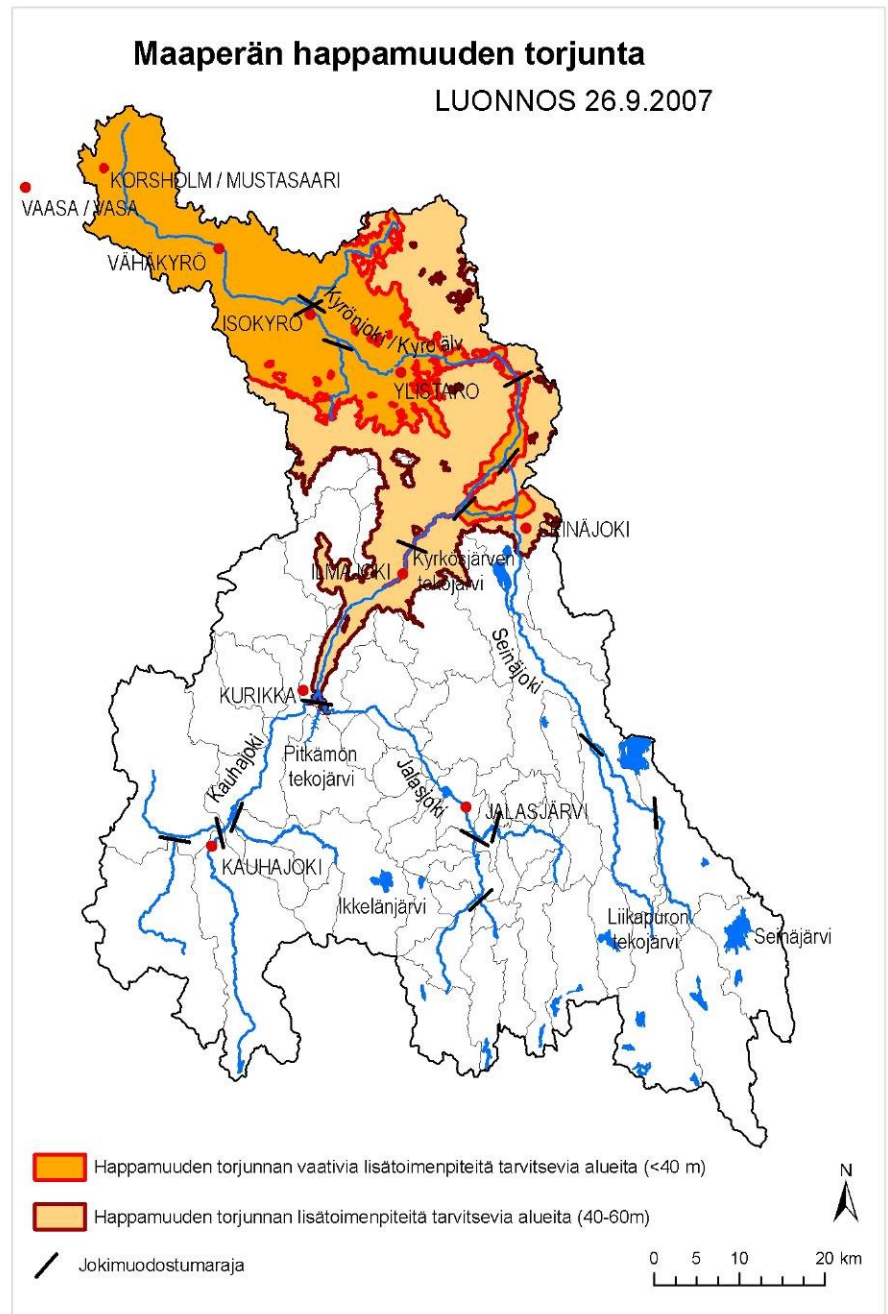 Maaperän happamuuden torjunta
LUONNOS 26.9.2007
KORSHOLM / MUSTASAARI
VAASA / VASA
VÄHÄKYRÖ
ISOKYRÖ
Kyrönjoki / Kyro älv
YLISTARO
SEINÄJOKI
ILMAJOKI
Kyrkösjärven
tekojärvi
Seinäjoki
KURIKKA
Pitkämön
tekojärvi
Kauhajoki
Jalasjoki
JALASJÄRVI
KAUHAJOKI
Ikkelänjärvi
Liikapuron
tekojärvi
Seinäjärvi
Happamuuden torjunnan vaativia lisätoimenpiteitä tarvitsevia alueita (<40 m)
Happamuuden torjunnan lisätoimenpiteitä tarvitsevia alueita (40-60m)
Jokimuodostumaraja
N
0 5 10 20 km